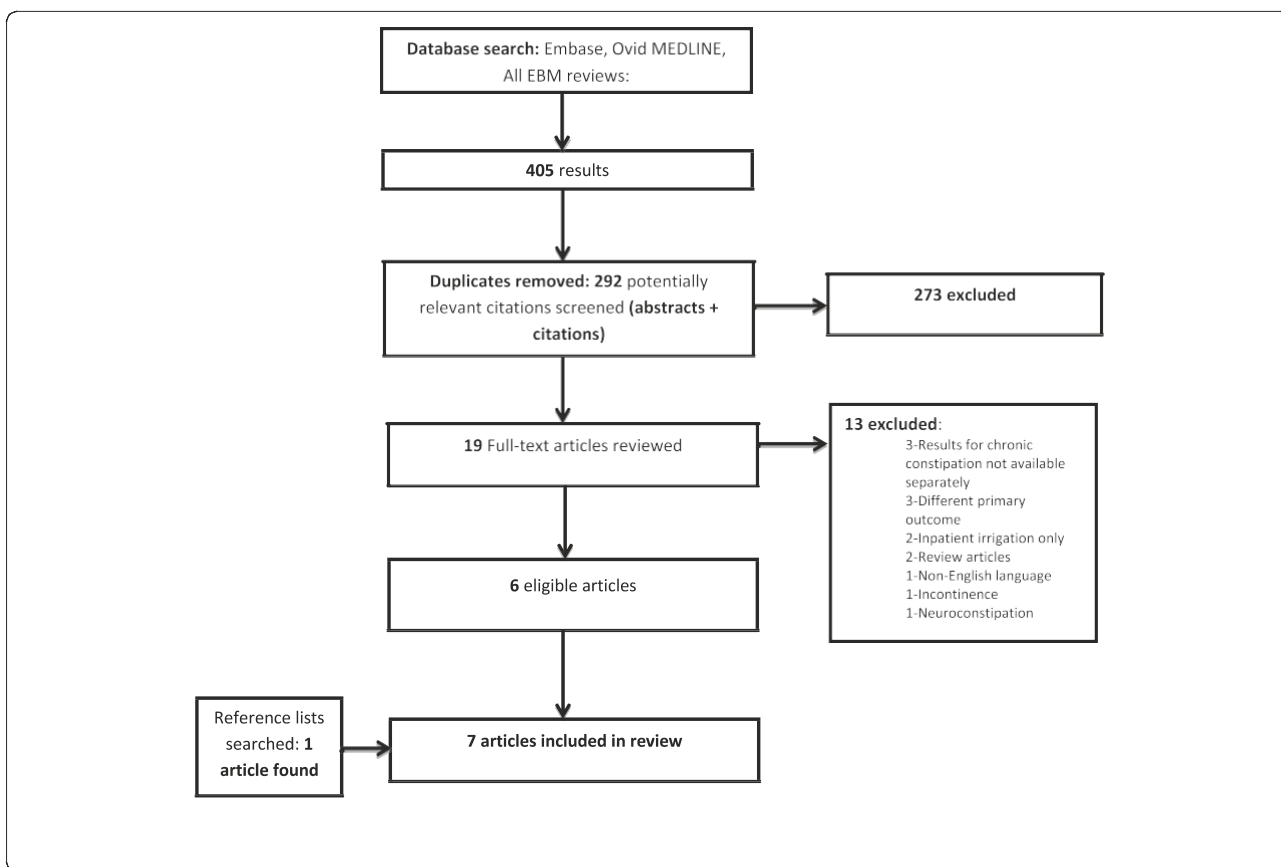 Database search: Embase, Ovid MEDLINE,
All EBM reviews:
405 results
Duplicates removed: 292 potentially
relevant citations screened (abstracts +
citations)
273 excluded
19 Full-text articles reviewed
13 excluded:
3-Results for chronic
constipation not available
separately
3-Different primary
outcome
2-Inpatient irrigation only
2-Review articles
1-Non-English language
1-Incontinence
1-Neuroconstipation
6 eligible articles
Reference lists
searched: 1
article found
7 articles included in review